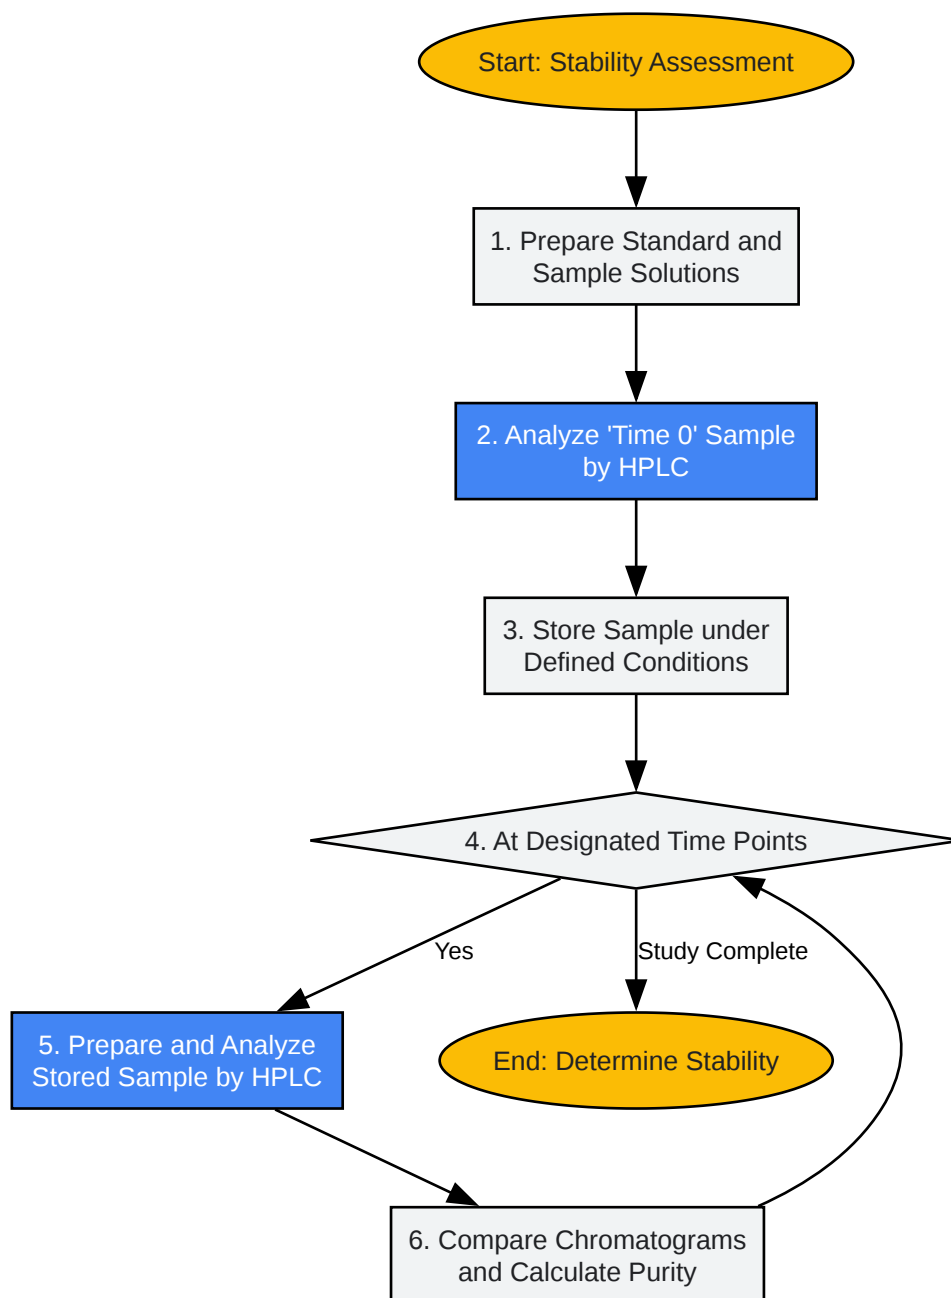 Start: Stability Assessment
1. Prepare Standard and
Sample Solutions
2. Analyze 'Time 0' Sample
by HPLC
3. Store Sample under
Defined Conditions
4. At Designated Time Points
Yes
Study Complete
5. Prepare and Analyze
Stored Sample by HPLC
End: Determine Stability
6. Compare Chromatograms
and Calculate Purity